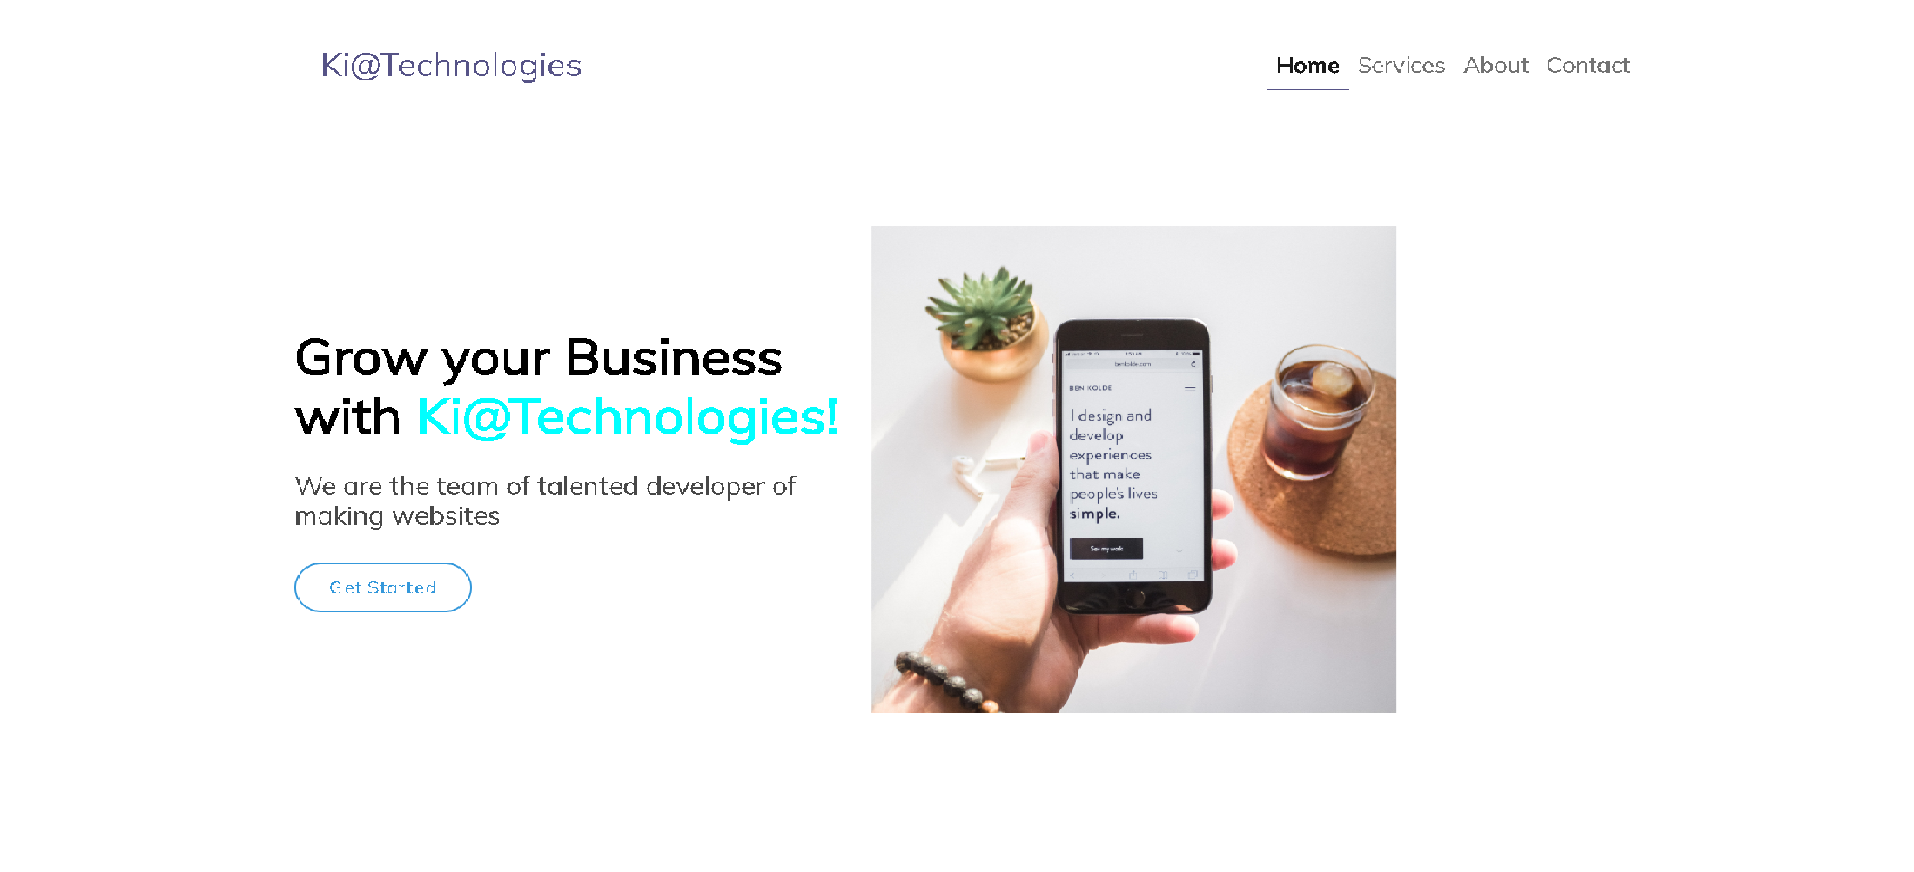 Ki@Technologies
Home Services About Contact
Grow your Business
with Ki@Technologies!
We are the team of talented developer of
making websites
Get Started
benkolde.com
BEN KOLDE
I design and
develop
experiences
that make
people's lives
simple.
See my work